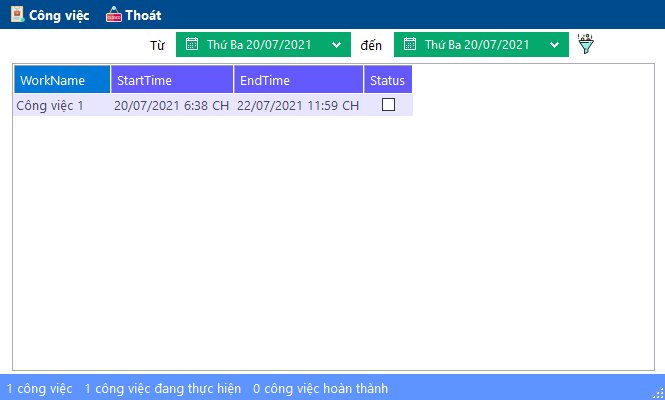 Công việc Thoát
Từ Thứ Ba 20/07/2021 đến Thứ Ba 20/07/2021
WorkName StartTime EndTime Status
Công việc 1 20/07/2021 6:38 CH 22/07/2021 11:59 CH
1 công việc 1 công việc đang thực hiện 0 công việc hoàn thành